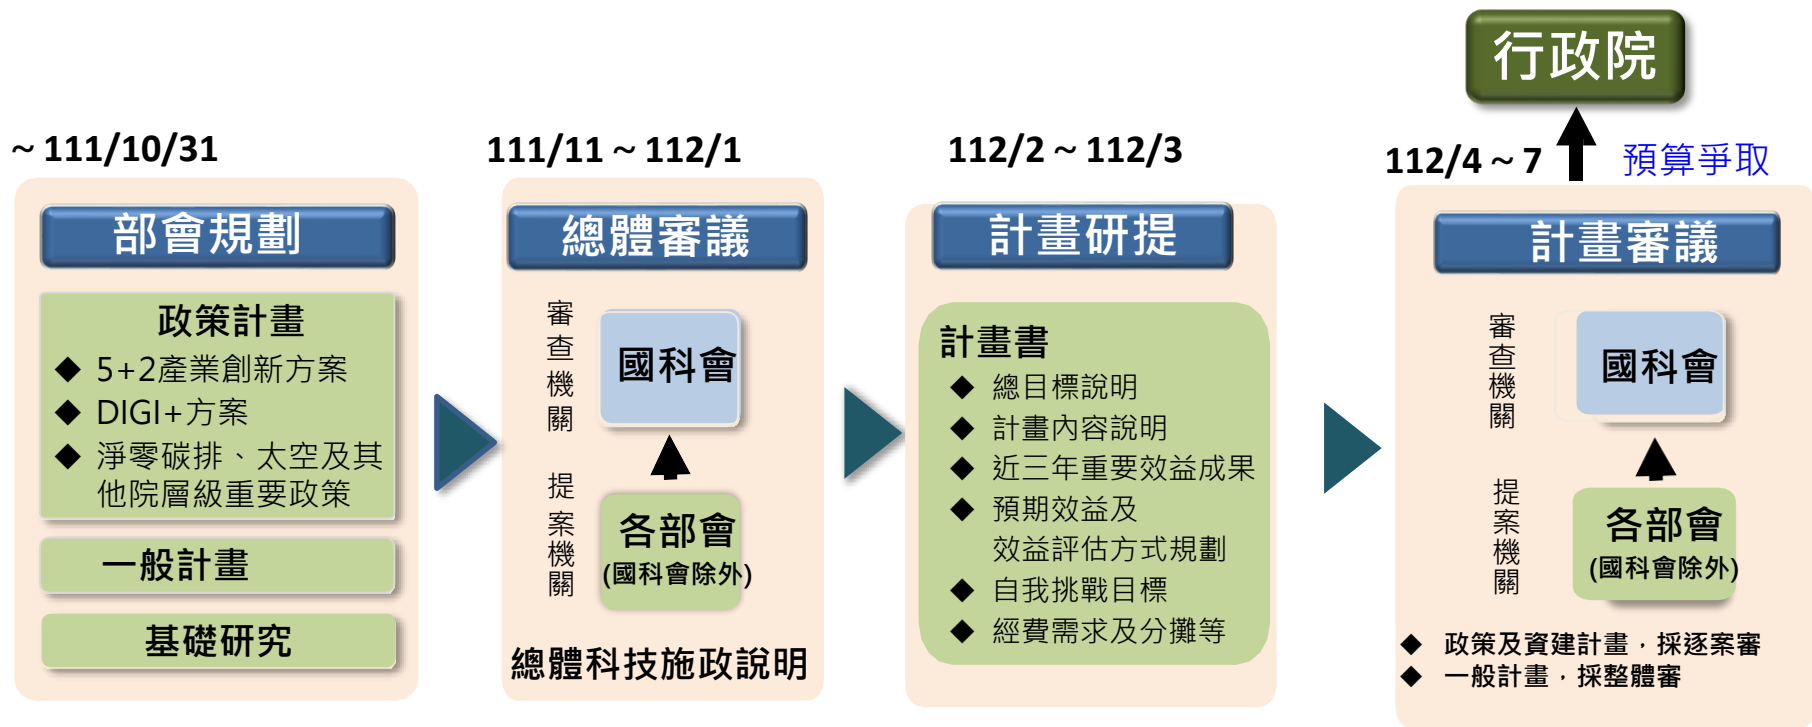 行政院
預算爭取
~ 111/10/31
部會規劃
政策計畫
◆ 5+2產業創新方案
◆ DIGI+方案
◆ 淨零碳排、太空及其
他院層級重要政策
一般計畫
基礎研究
111/11 ~ 112/1
總體審議
審查機關
國科會
提案機關
各部會
(國科會除外)
總體科技施政說明
112/2 ~ 112/3
計畫研提
計畫書
◆ 總目標說明
◆ 計畫內容說明
◆ 近三年重要效益成果
◆ 預期效益及
效益評估方式規劃
◆ 自我挑戰目標
◆ 經費需求及分攤等
112/4 ~ 7
計畫審議
審查機關
國科會
提案機關
各部會
(國科會除外)
◆ 政策及資建計畫，採逐案審
◆ 一般計畫，採整體審